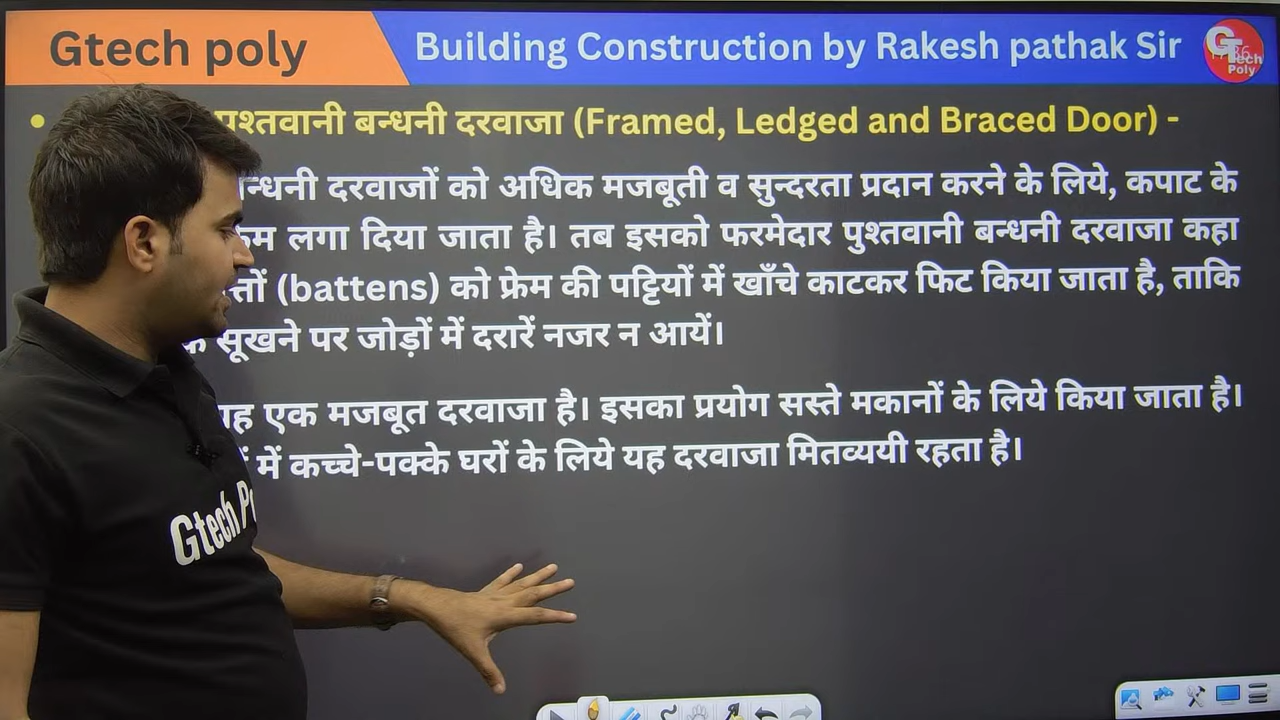 Gtech poly
Building Construction by Rakesh pathak Sir
Tech
Poly
पुश्तवानी बन्धनी दरवाजा (Framed, Ledged and Braced Door) -
बन्धनी दरवाजों को अधिक मजबूती व सुन्दरता प्रदान करने के लिये, कपाट के
लगा दिया जाता है। तब इसको फरमेदार पुश्तवानी बन्धनी दरवाजा कहा
(battens) को फ्रेम की पट्टियों में खाँचे काटकर फिट किया जाता है, ताकि
सूखने पर जोड़ों में दरारें नजर न आयें।
यह एक मजबूत दरवाजा है। इसका प्रयोग सस्ते मकानों के लिये किया जाता है।
में कच्चे-पक्के घरों के लिये यह दरवाजा मितव्ययी रहता है।
Gtech